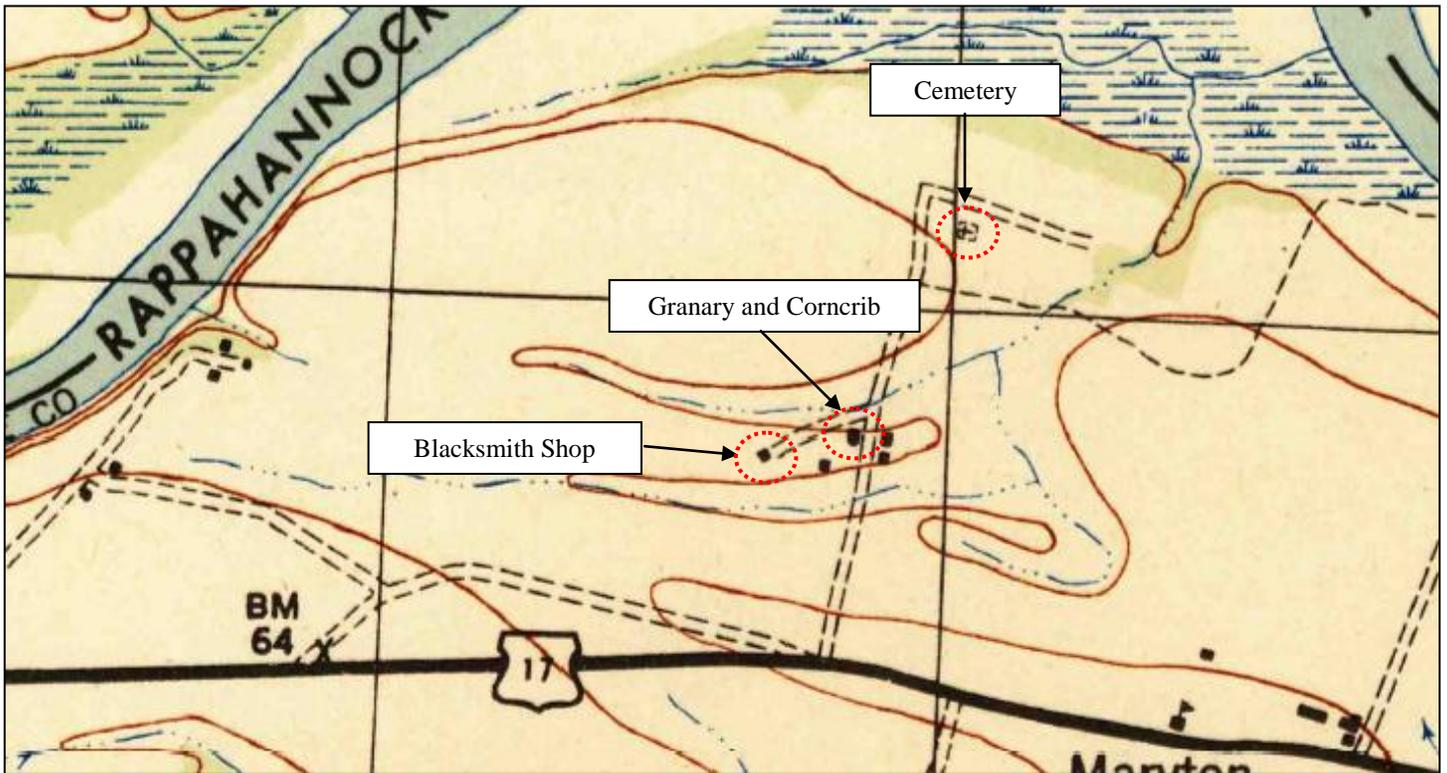 RAPPAHANNOCK
CO
Cemetery
Granary and Corncrib
Blacksmith Shop
BM
64
17